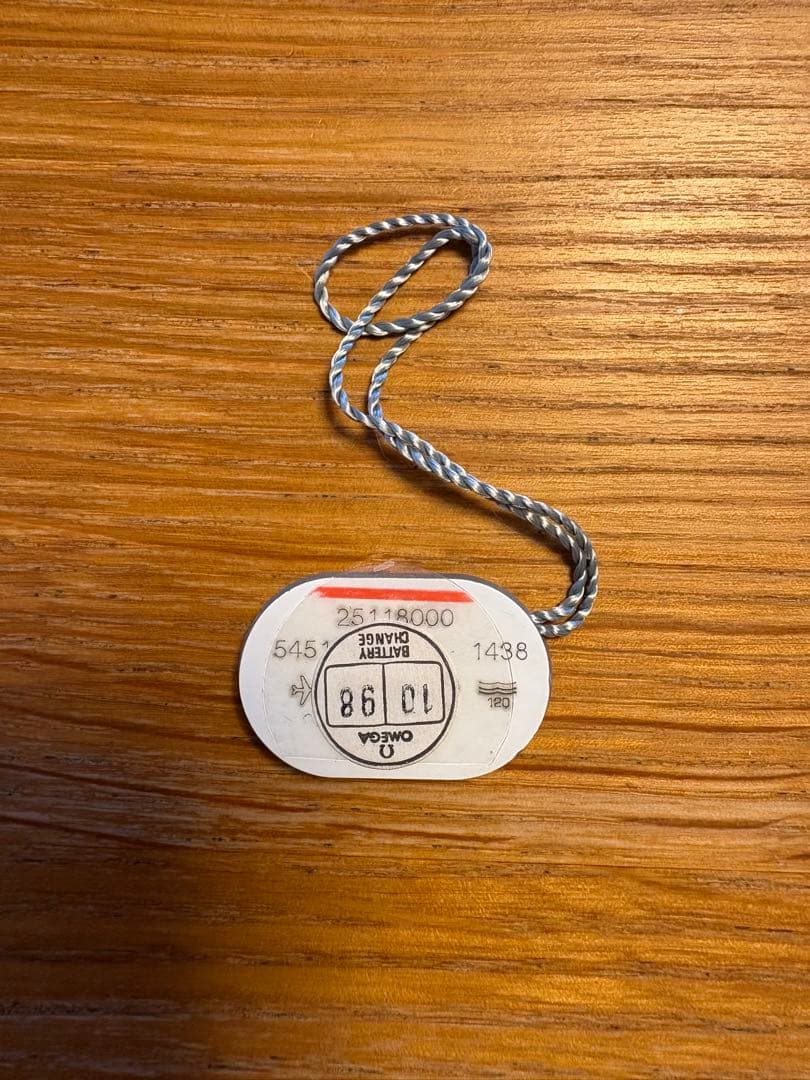 25118000
5451
1438
120
Ω
OMEGA
10 98
BATTERY
CHANGE